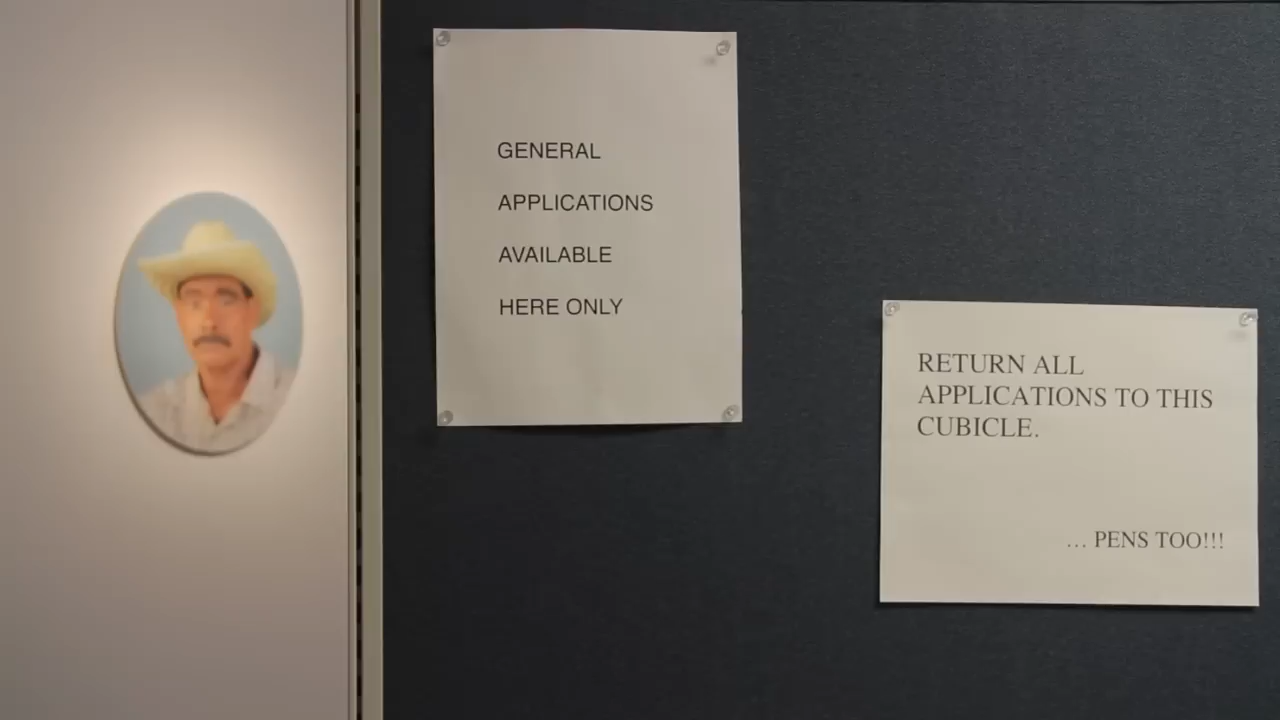 GENERAL
APPLICATIONS
AVAILABLE
HERE ONLY
RETURN ALL
APPLICATIONS TO THIS
CUBICLE.
... PENS TOO!!!